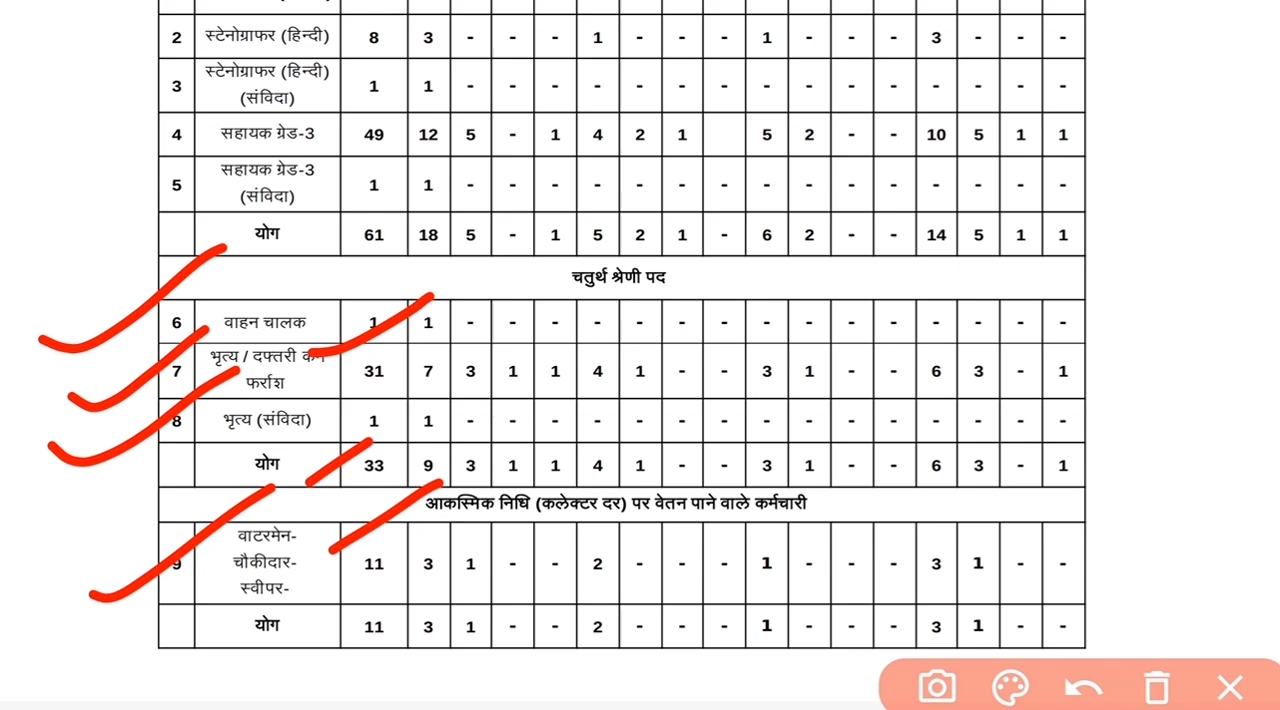 2 स्टेनोग्राफर (हिन्दी) 8 3 - - - 1 - - - 1 - - - 3 - - -
3 स्टेनोग्राफर (हिन्दी) (संविदा) 1 1 - - - - - - - - - - - - - - -
4 सहायक ग्रेड-3 49 12 5 - 1 4 2 1 5 2 - - 10 5 1 1
5 सहायक ग्रेड-3 (संविदा) 1 1 - - - - - - - - - - - - - - -
योग 61 18 5 - 1 5 2 1 - 6 2 - - 14 5 1 1
चतुर्थ श्रेणी पद
6 वाहन चालक 1 1 - - - - - - - - - - - - - - -
7 भृत्य / दफ्तरी फर्राश 31 7 3 1 1 4 1 - - 3 1 - - 6 3 - 1
8 भृत्य (संविदा) 1 1 - - - - - - - - - - - - - - -
योग 33 9 3 1 1 4 1 - - 3 1 - - 6 3 - 1
आकस्मिक निधि (कलेक्टर दर) पर वेतन पाने वाले कर्मचारी
9 वाटरमेन- चौकीदार- स्वीपर- 11 3 1 - - 2 - - - 1 - - - 3 1 - -
योग 11 3 1 - - 2 - - - 1 - - - 3 1 - -